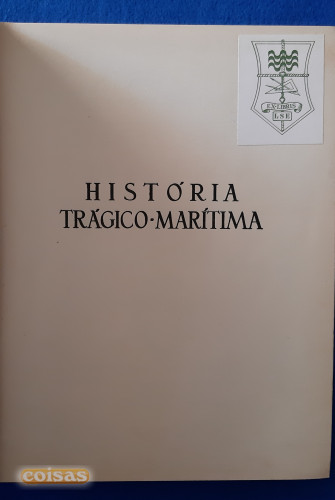 EX-LIBRIS
L S F
HISTÓRIA
TRÁGICO-MARÍTIMA
coisas